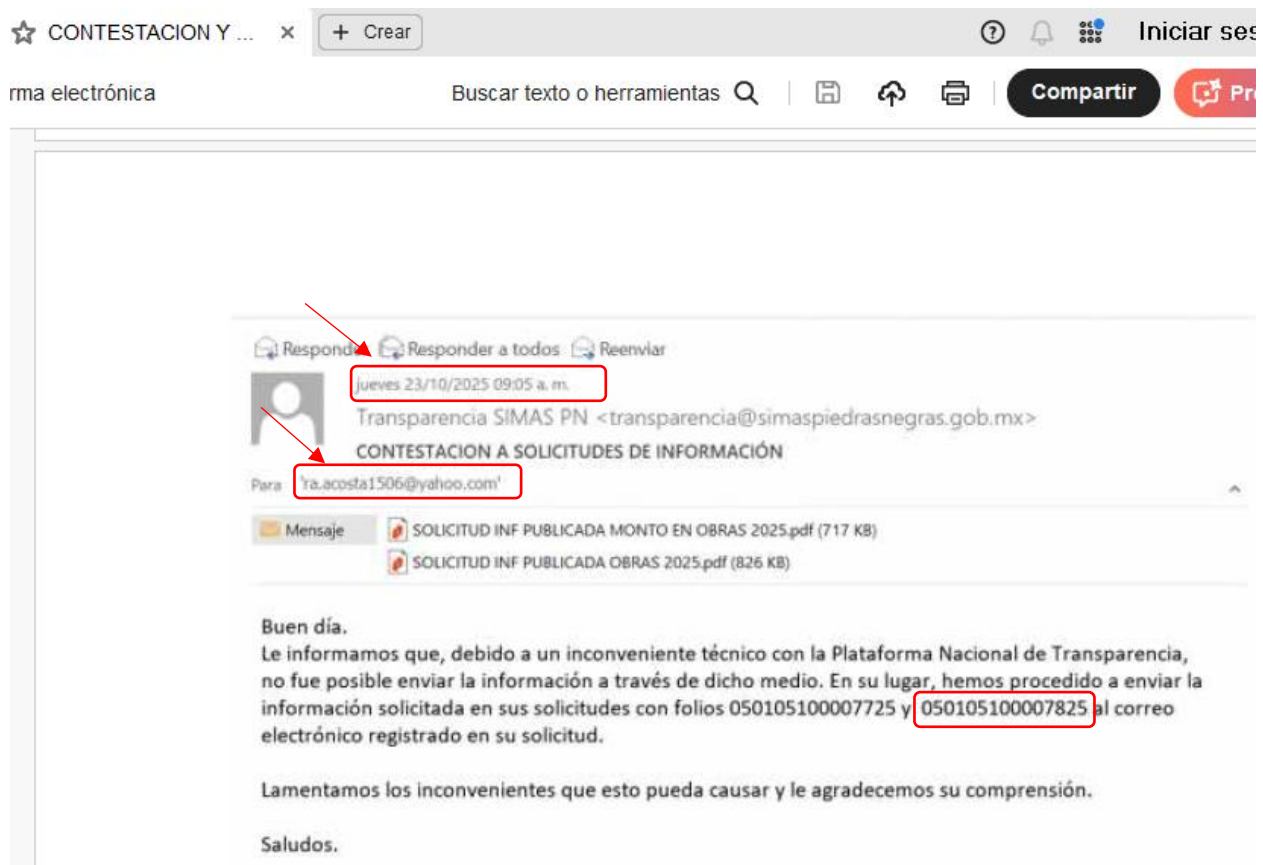 CONTESTACION Y ... × + Crear Iniciar ses
rma electrónica Buscar texto o herramientas Compartir Pr
Responder Responder a todos Reenviar
jueves 23/10/2025 09:05 a. m.
Transparencia SIMAS PN <transparencia@simaspiedrasnegras.gob.mx>
CONTESTACION A SOLICITUDES DE INFORMACIÓN
Para 'ra.acosta1506@yahoo.com'
Mensaje SOLICITUD INF PUBLICADA MONTO EN OBRAS 2025.pdf (717 KB)
SOLICITUD INF PUBLICADA OBRAS 2025.pdf (826 KB)
Buen día.
Le informamos que, debido a un inconveniente técnico con la Plataforma Nacional de Transparencia,
no fue posible enviar la información a través de dicho medio. En su lugar, hemos procedido a enviar la
información solicitada en sus solicitudes con folios 050105100007725 y 050105100007825 al correo
electrónico registrado en su solicitud.
Lamentamos los inconvenientes que esto pueda causar y le agradecemos su comprensión.
Saludos.